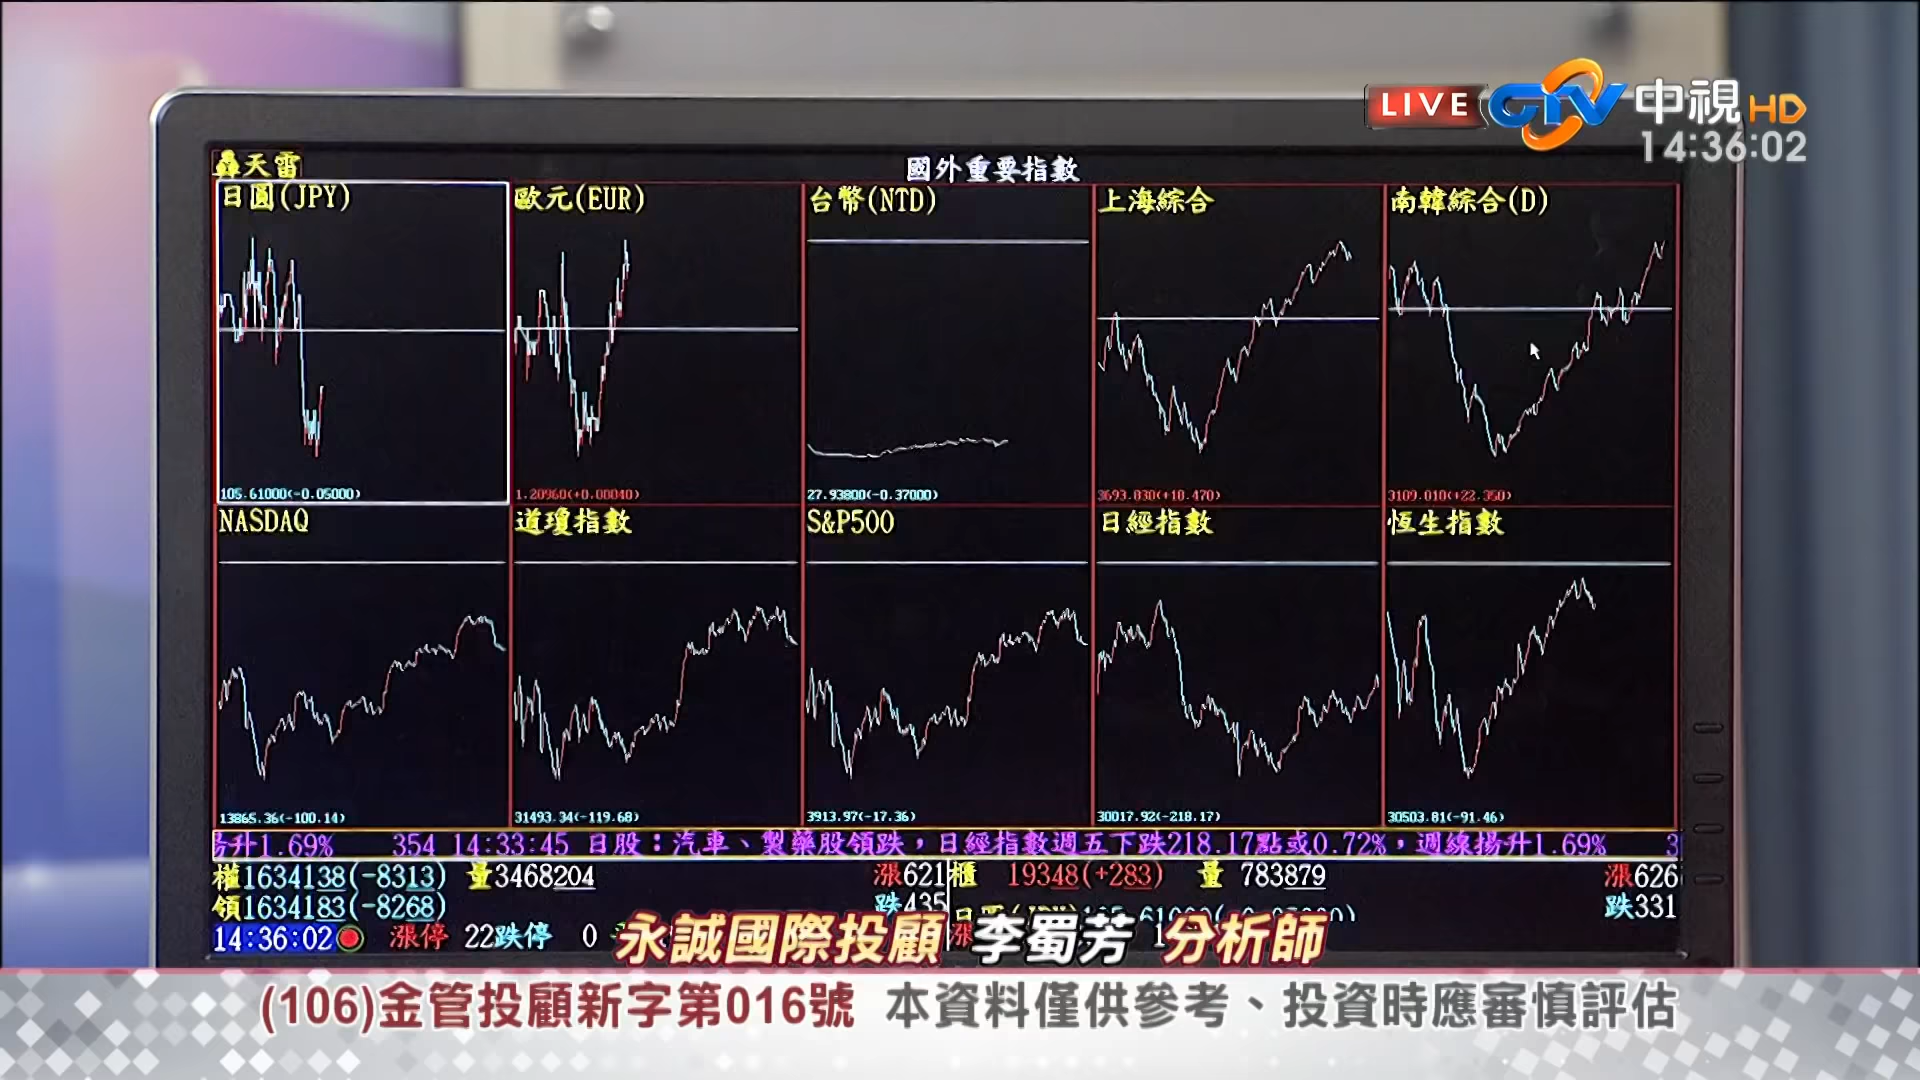 LIVE CTV 中視 HD
14:36:02
轟天雷
國外重要指數
日圓(JPY)
歐元(EUR)
台幣(NTD)
上海綜合
南韓綜合(D)
105.61000(-0.05000)
1.20960(+0.00040)
27.93800(-0.37000)
3693.830(+18.470)
3109.010(+22.350)
NASDAQ
道瓊指數
S&P500
日經指數
恆生指數
13865.36(-100.14)
31493.34(-119.68)
3913.97(-17.36)
30017.92(-218.17)
30503.81(-91.46)
揚升1.69% 354 14:33:45 日股：汽車、製藥股領跌，日經指數週五下跌218.17點或0.72%，週線揚升1.69% 3
權1634138(-8313) 量3468204 漲621 櫃 19348(+283) 量 783879 漲626
領1634183(-8268) 跌435 跌331
14:36:02 漲停 22跌停 0
永誠國際投顧 李蜀芳 分析師
(106)金管投顧新字第016號 本資料僅供參考、投資時應審慎評估